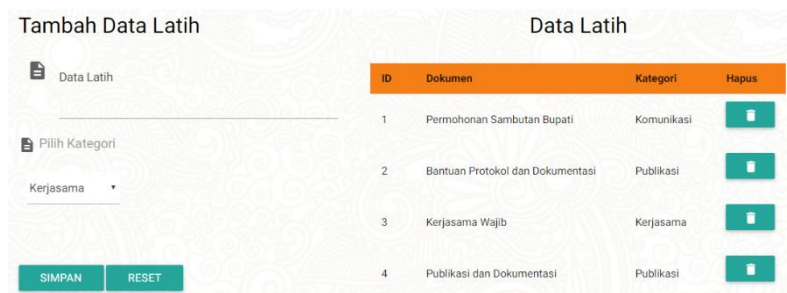 Tambah Data Latih
Data Latih
Pilih Kategori
Kerjasama
SIMPAN RESET
Data Latih
ID Dokumen Kategori Hapus
1 Permohonan Sambutan Bupati Komunikasi
2 Bantuan Protokol dan Dokumentasi Publikasi
3 Kerjasama Wajib Kerjasama
4 Publikasi dan Dokumentasi Publikasi